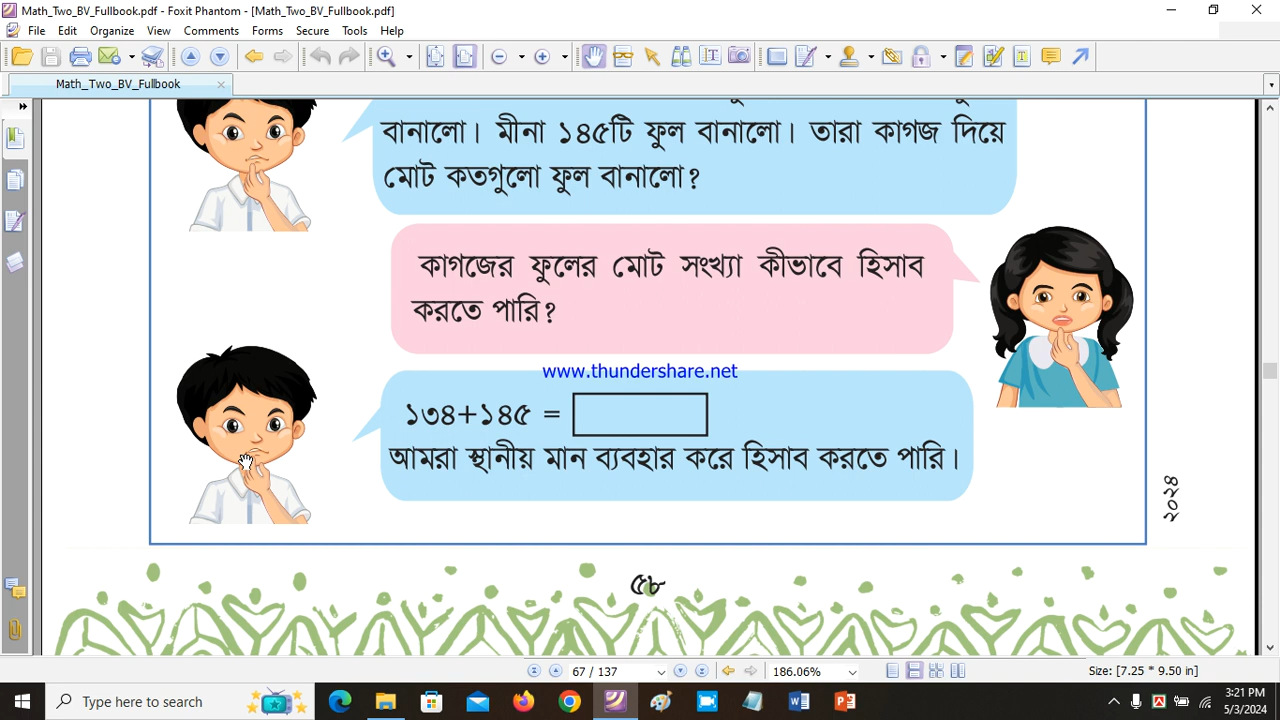 Math_Two_BV_Fullbook.pdf - Foxit Phantom - [Math_Two_BV_Fullbook.pdf]
File Edit Organize View Comments Forms Secure Tools Help
Math_Two_BV_Fullbook
বানালো। মীনা ১৪৫টি ফুল বানালো। তারা কাগজ দিয়ে
মোট কতগুলো ফুল বানালো?
কাগজের ফুলের মোট সংখ্যা কীভাবে হিসাব
করতে পারি?
www.thundershare.net
১৩৪+১৪৫ =
আমরা স্থানীয় মান ব্যবহার করে হিসাব করতে পারি।
২০২৪
৫৮
67 / 137 186.06% Size: [7.25 * 9.50 in]
Type here to search
3:21 PM
5/3/2024